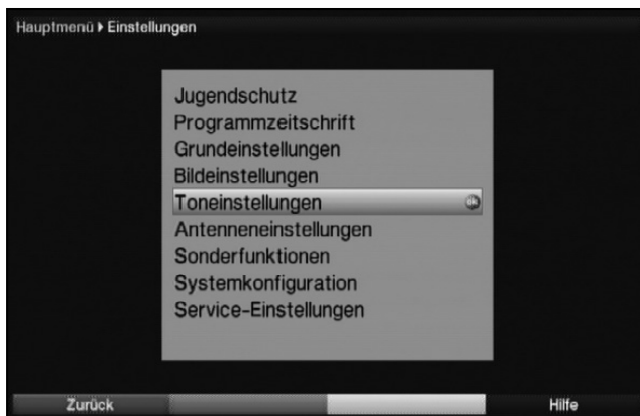 Hauptmenü ▸ Einstellungen
Jugendschutz
Programmzeitschrift
Grundeinstellungen
Bildeinstellungen
Toneinstellungen
Antenneneinstellungen
Sonderfunktionen
Systemkonfiguration
Service-Einstellungen
Zurück
Hilfe